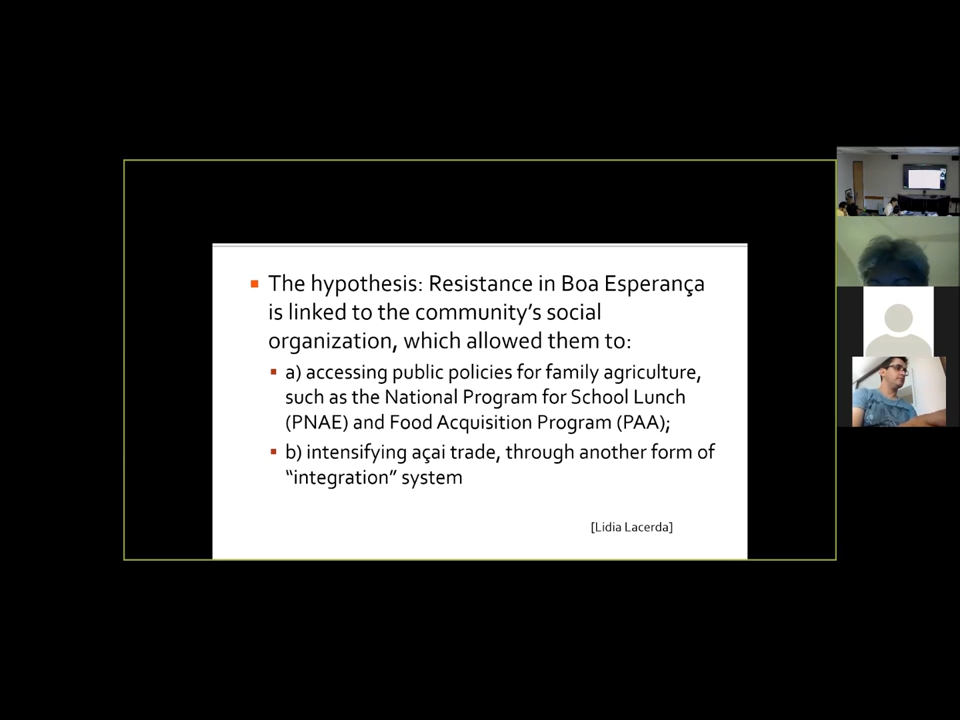 The hypothesis: Resistance in Boa Esperança
is linked to the community's social
organization, which allowed them to:
a) accessing public policies for family agriculture,
such as the National Program for School Lunch
(PNAE) and Food Acquisition Program (PAA);
b) intensifying açai trade, through another form of
“integration” system
[Lidia Lacerda]